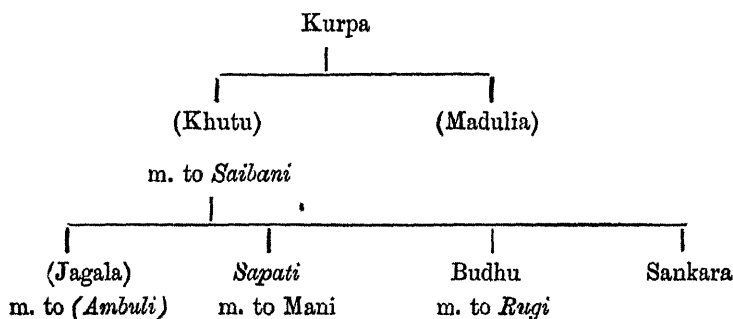 Kurpa
(Khutu) (Madulia)
m. to Saibani
(Jagala) Sapati Budhu Sankara
m. to (Ambuli) m. to Mani m. to Rugi